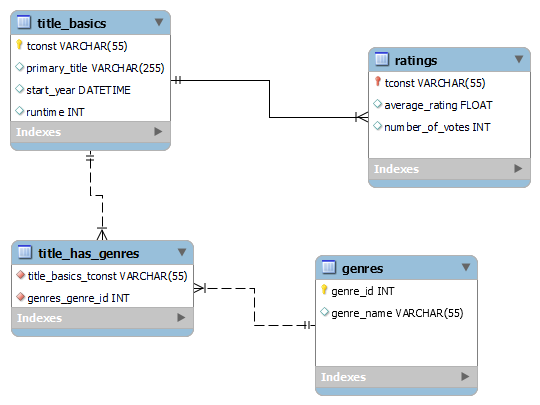 title_basics
tconst VARCHAR(55)
primary_title VARCHAR(255)
start_year DATETIME
runtime INT
Indexes
ratings
tconst VARCHAR(55)
average_rating FLOAT
number_of_votes INT
Indexes
title_has_genres
title_basics_tconst VARCHAR(55)
genres_genre_id INT
Indexes
genres
genre_id INT
genre_name VARCHAR(55)
Indexes